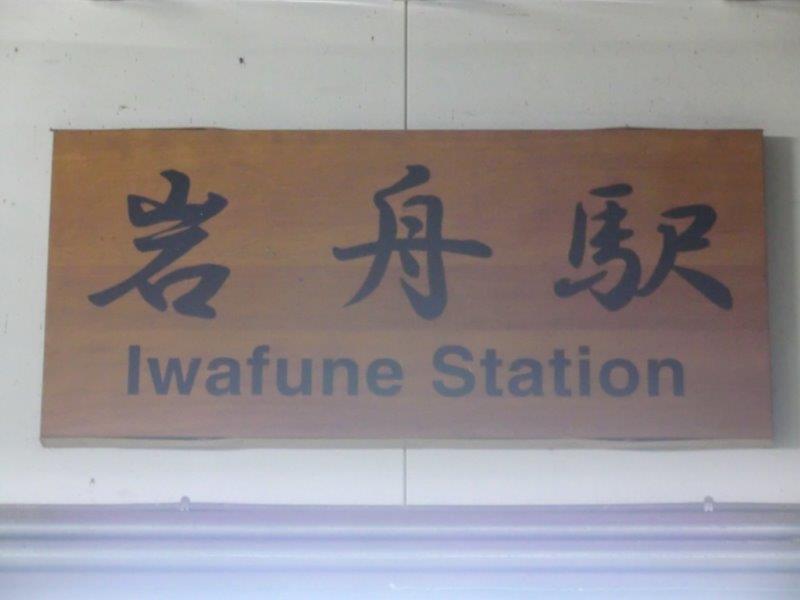 岩舟駅
Iwafune Station